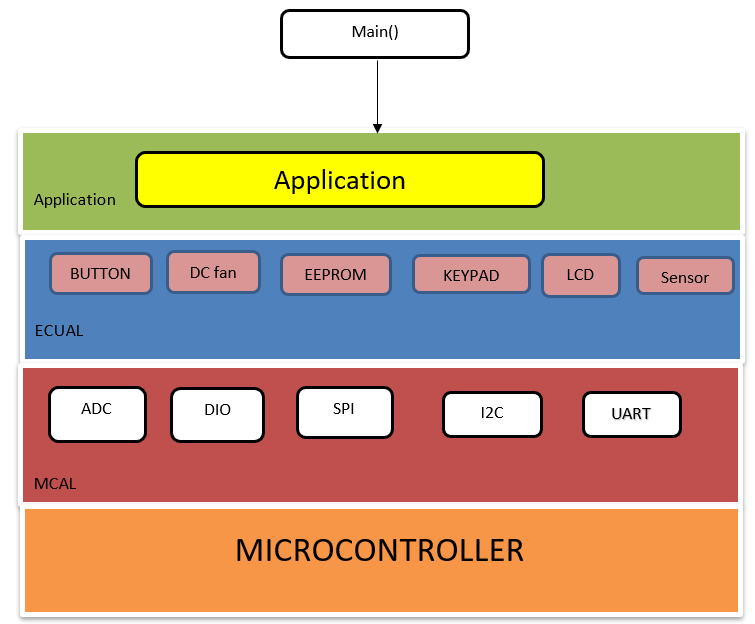 Main()
Application
Application
BUTTON
DC fan
EEPROM
KEYPAD
LCD
Sensor
ECUAL
ADC
DIO
SPI
I2C
UART
MCAL
MICROCONTROLLER